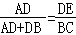 AD/(AD+DB) = DE/BC